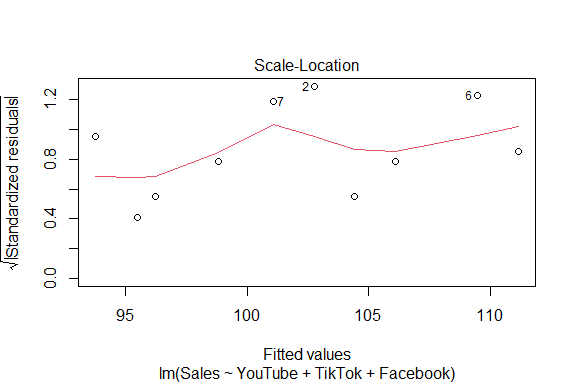 Scale-Location
√|Standardized residuals|
0.0 0.4 0.8 1.2
7
2
6
95 100 105 110
Fitted values
lm(Sales ~ YouTube + TikTok + Facebook)